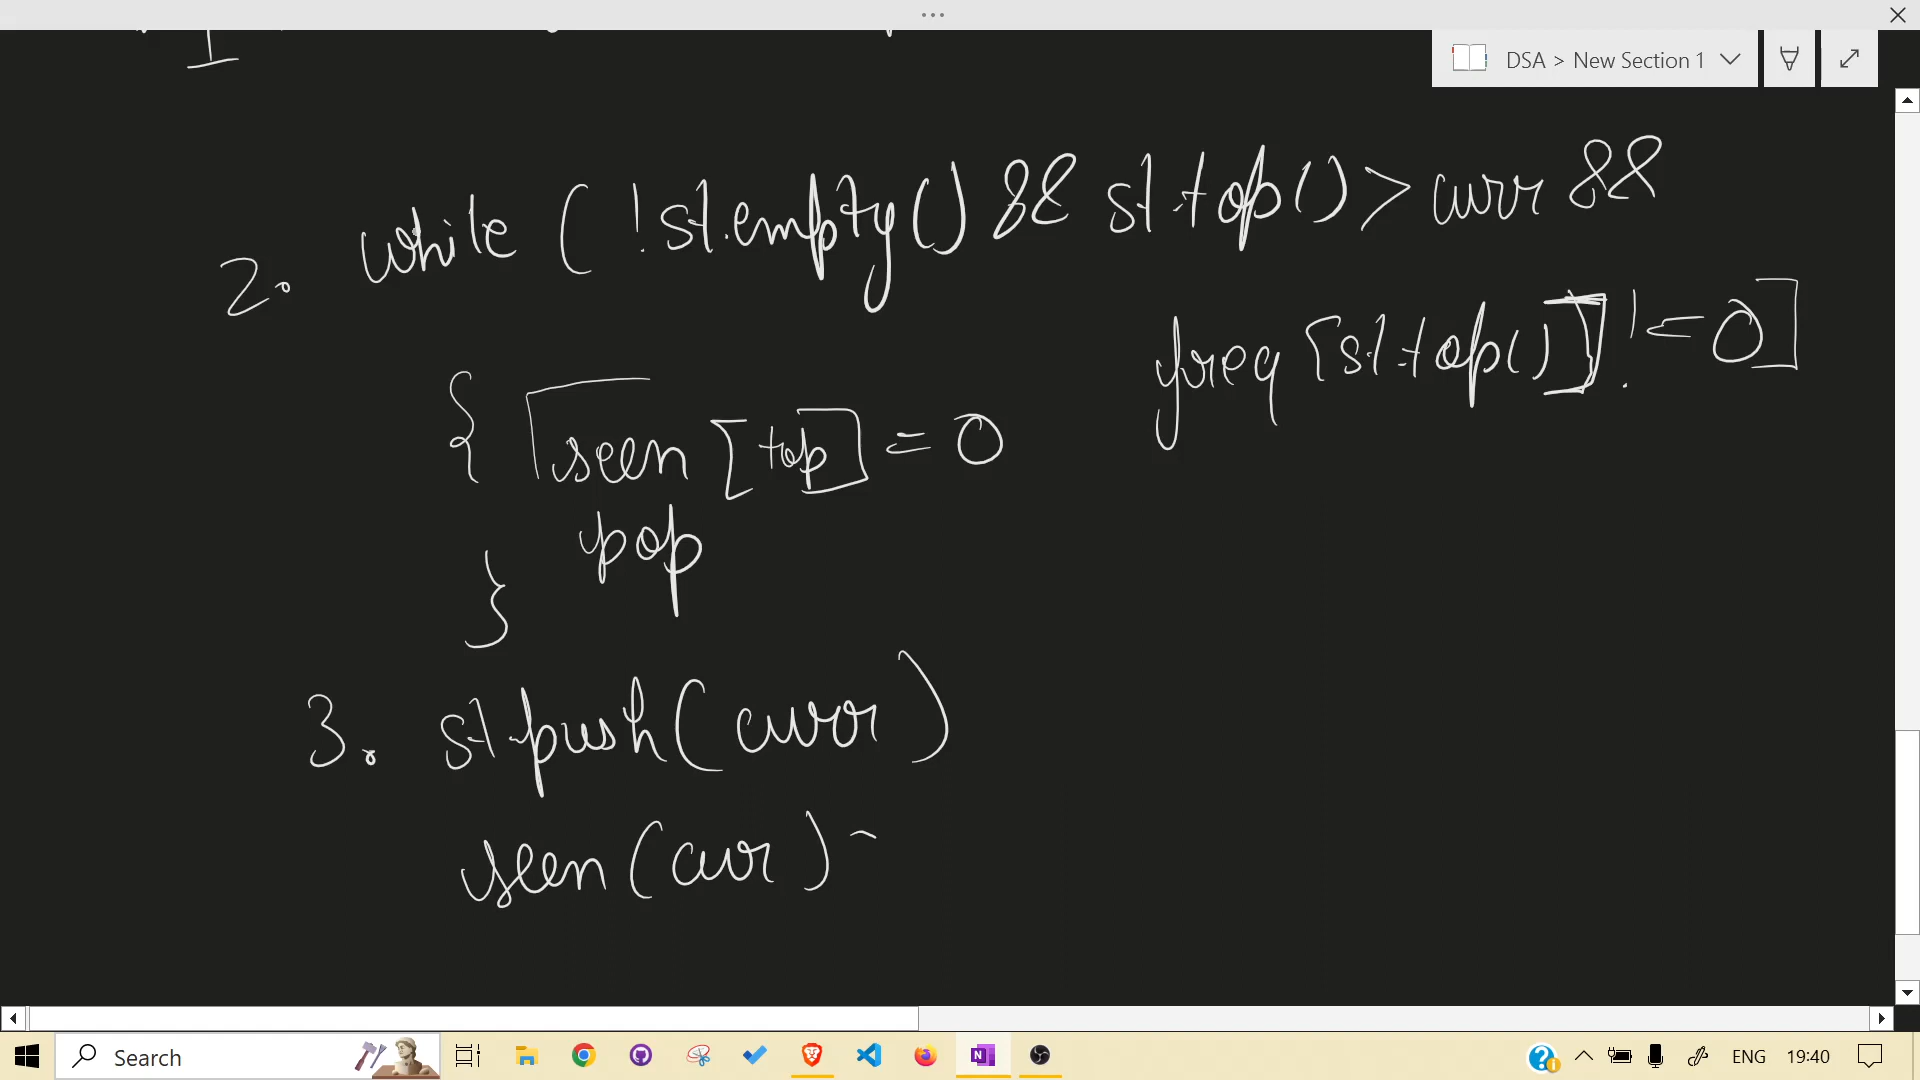 DSA > New Section 1
2. while ( !st.empty() && st.top() > curr &&
freq [st.top()] != 0]
{ seen [top] = 0
pop
}
3. st.push(curr)
seen(curr) -
Search
ENG 19:40